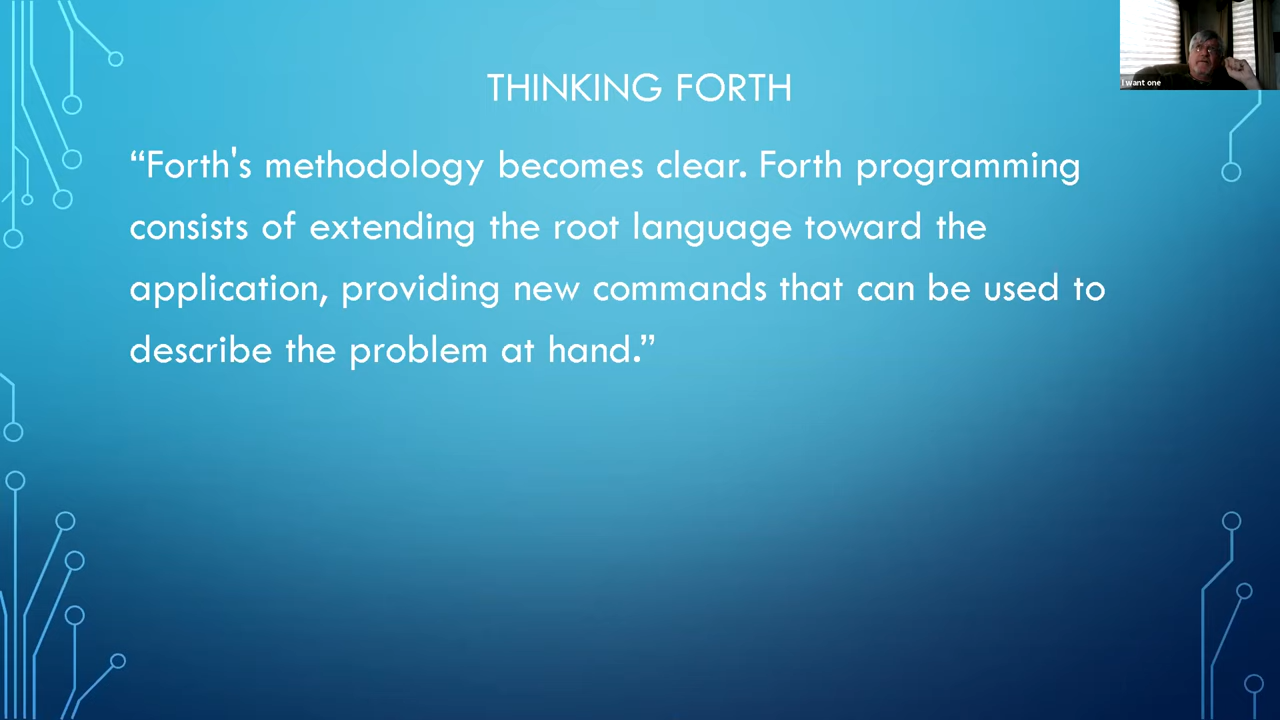 THINKING FORTH
“Forth's methodology becomes clear. Forth programming
consists of extending the root language toward the
application, providing new commands that can be used to
describe the problem at hand.”
I want one